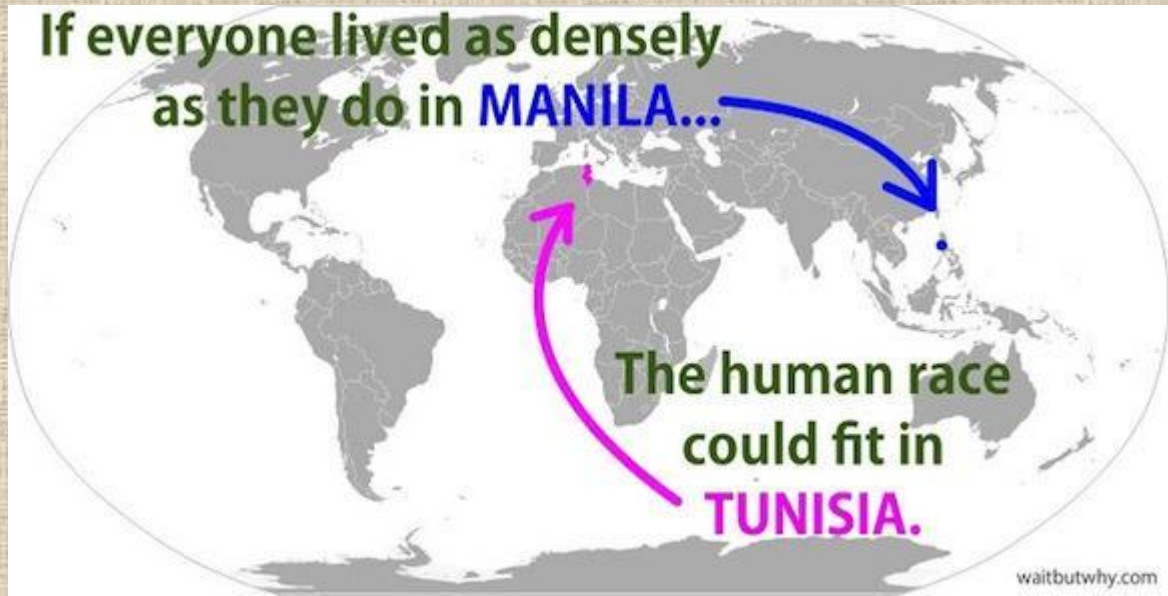 If everyone lived as densely
as they do in MANILA...
The human race
could fit in
TUNISIA.
waitbutwhy.com